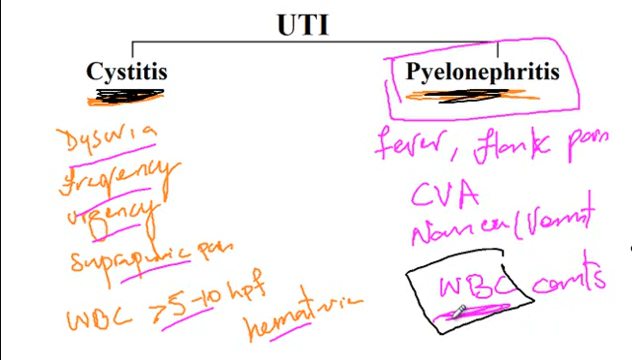 UTI
Cystitis
Pyelonephritis
Dysuria
frequency
urgency
Suprapubic pain
WBC >5-10 hpf
hematuria
fever, flank pain
CVA
Nausea/Vomit
WBC counts